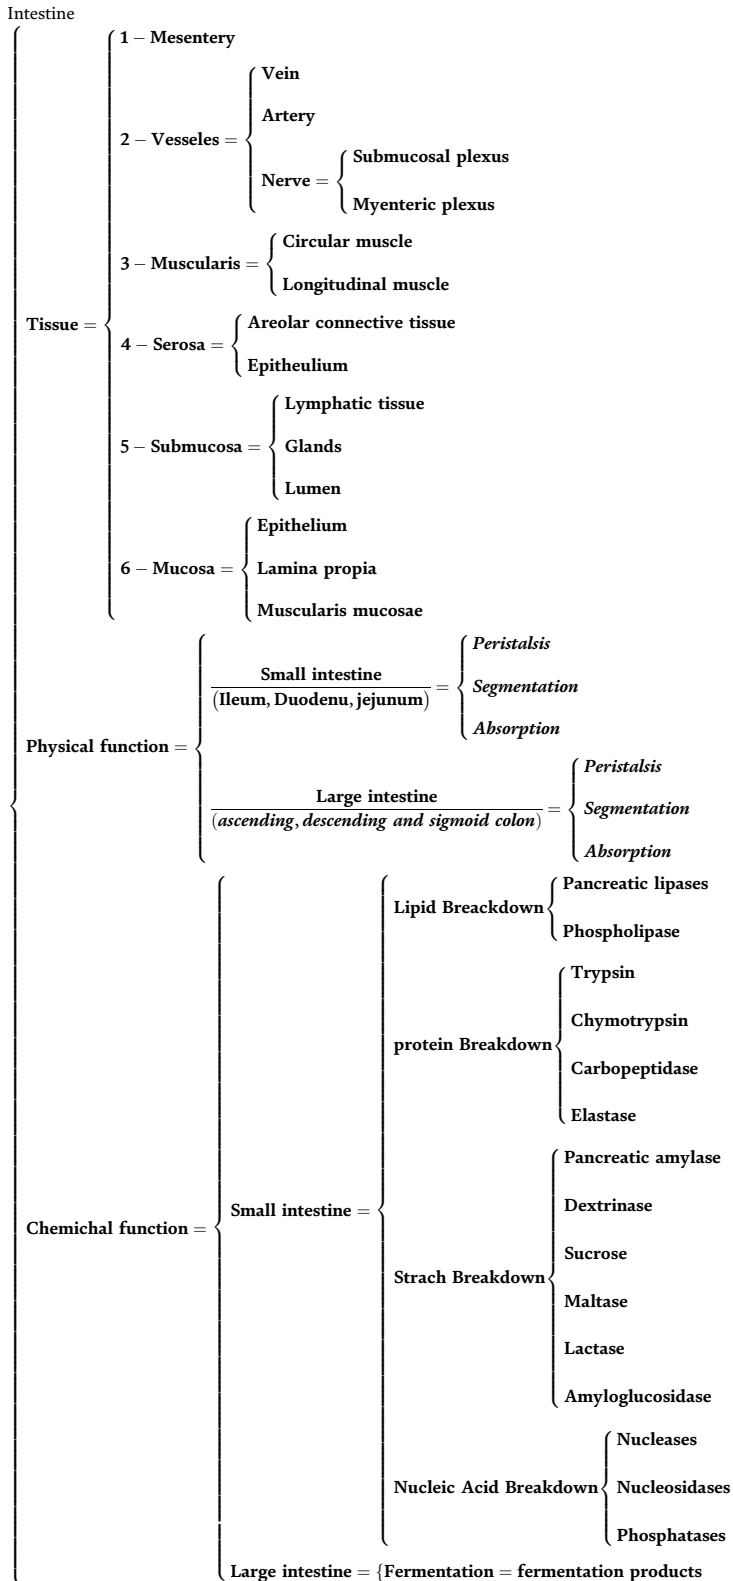 Intestine
1 – Mesentery
Vein
Artery
2 – Vesseles =
Submucosal plexus
Nerve =
Myenteric plexus
Circular muscle
3 – Muscularis =
Longitudinal muscle
Tissue =
Areolar connective tissue
4 – Serosa =
Epitheulium
Lymphatic tissue
5 – Submucosa =
Glands
Lumen
Epithelium
6 – Mucosa =
Lamina propia
Muscularis mucosae
Peristalsis
Small intestine
(Ileum, Duodenu, jejunum) =
Segmentation
Absorption
Physical function =
Peristalsis
Large intestine
(ascending, descending and sigmoid colon) =
Segmentation
Absorption
Pancreatic lipases
Lipid Breackdown
Phospholipase
Trypsin
Chymotrypsin
protein Breakdown
Carbopeptidase
Elastase
Pancreatic amylase
Dextrinase
Chemichal function =
Small intestine =
Sucrose
Strach Breakdown
Maltase
Lactase
Amyloglucosidase
Nucleases
Nucleic Acid Breakdown
Nucleosidases
Phosphatases
Large intestine = {Fermentation = fermentation products